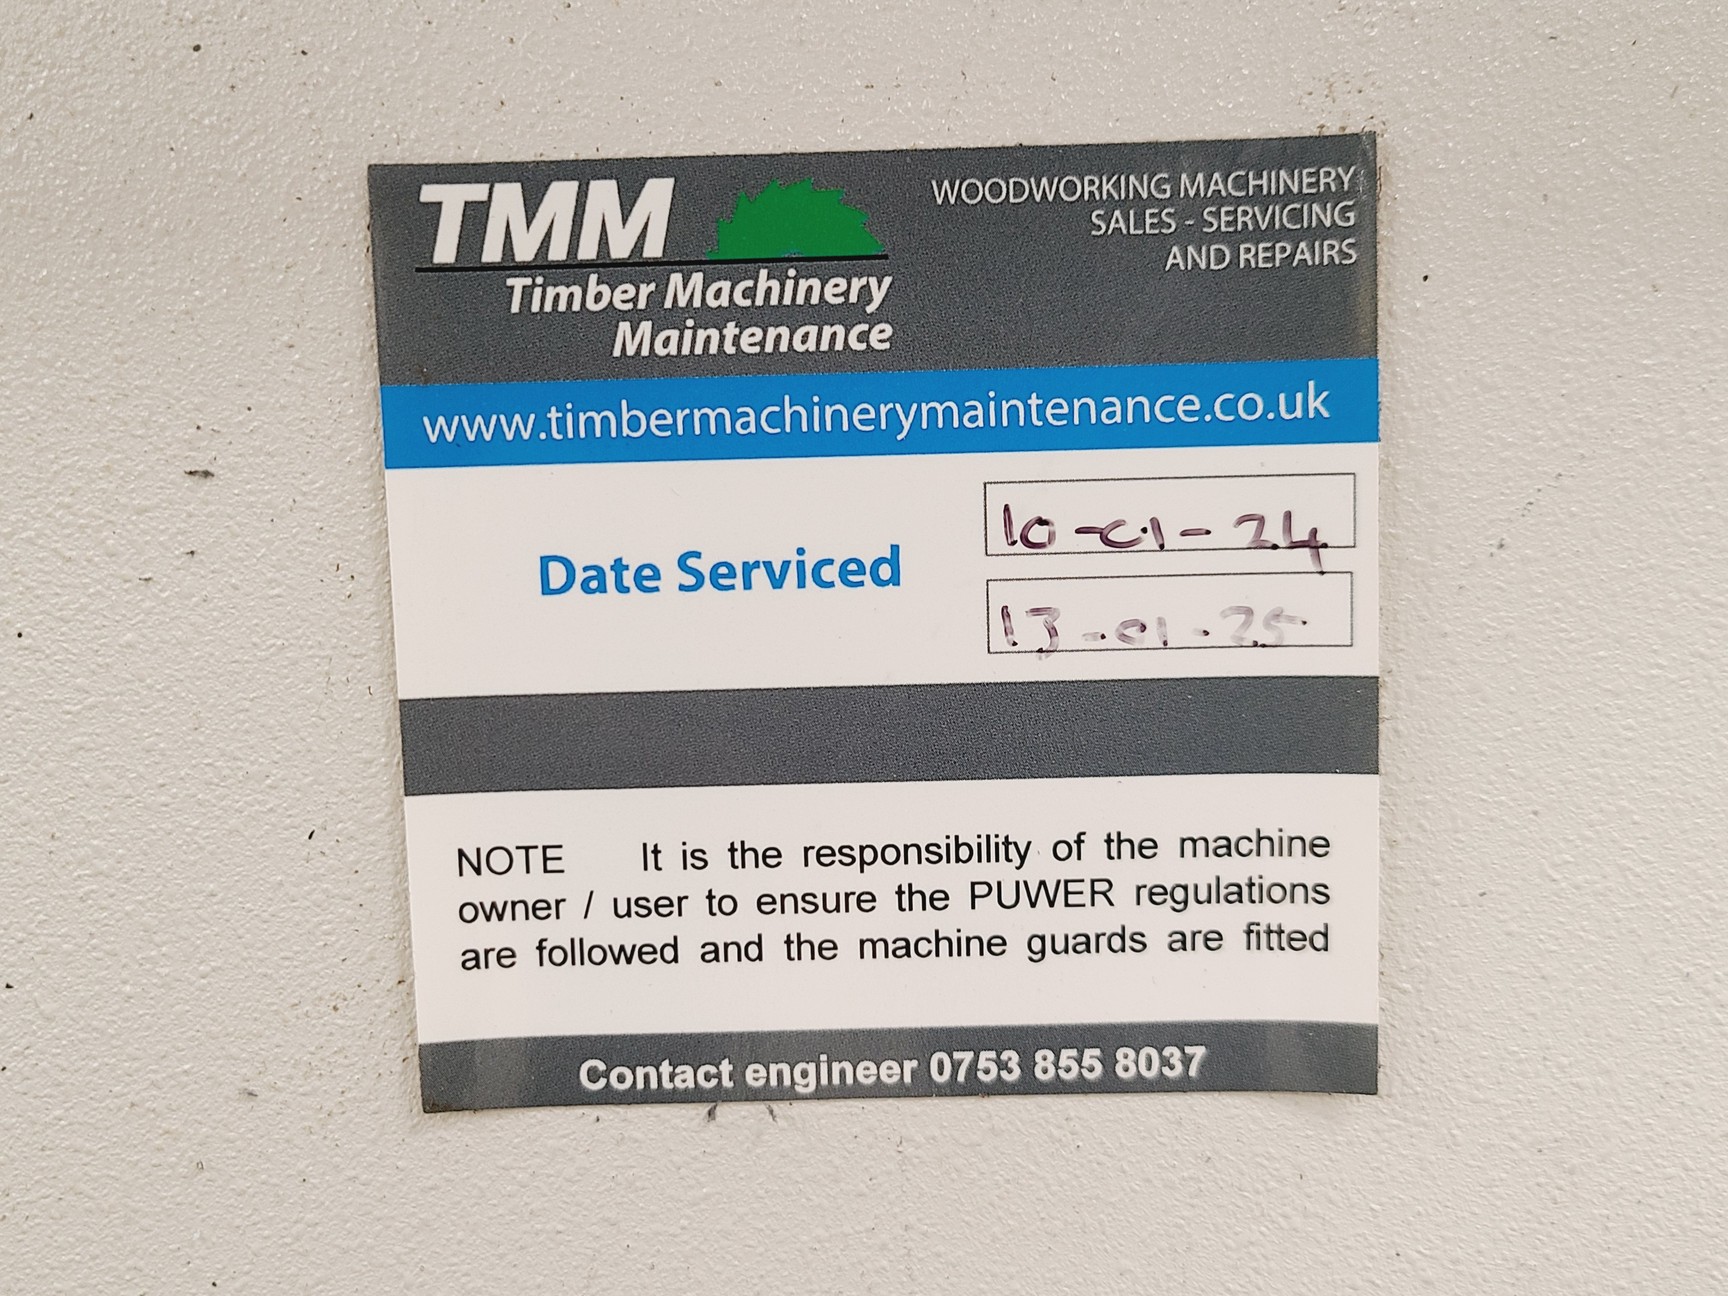 TMM
Timber Machinery
Maintenance
WOODWORKING MACHINERY
SALES - SERVICING
AND REPAIRS
www.timbermachinerymaintenance.co.uk
Date Serviced
10-01-24
13-01-25
NOTE It is the responsibility of the machine
owner / user to ensure the PUWER regulations
are followed and the machine guards are fitted
Contact engineer 0753 855 8037